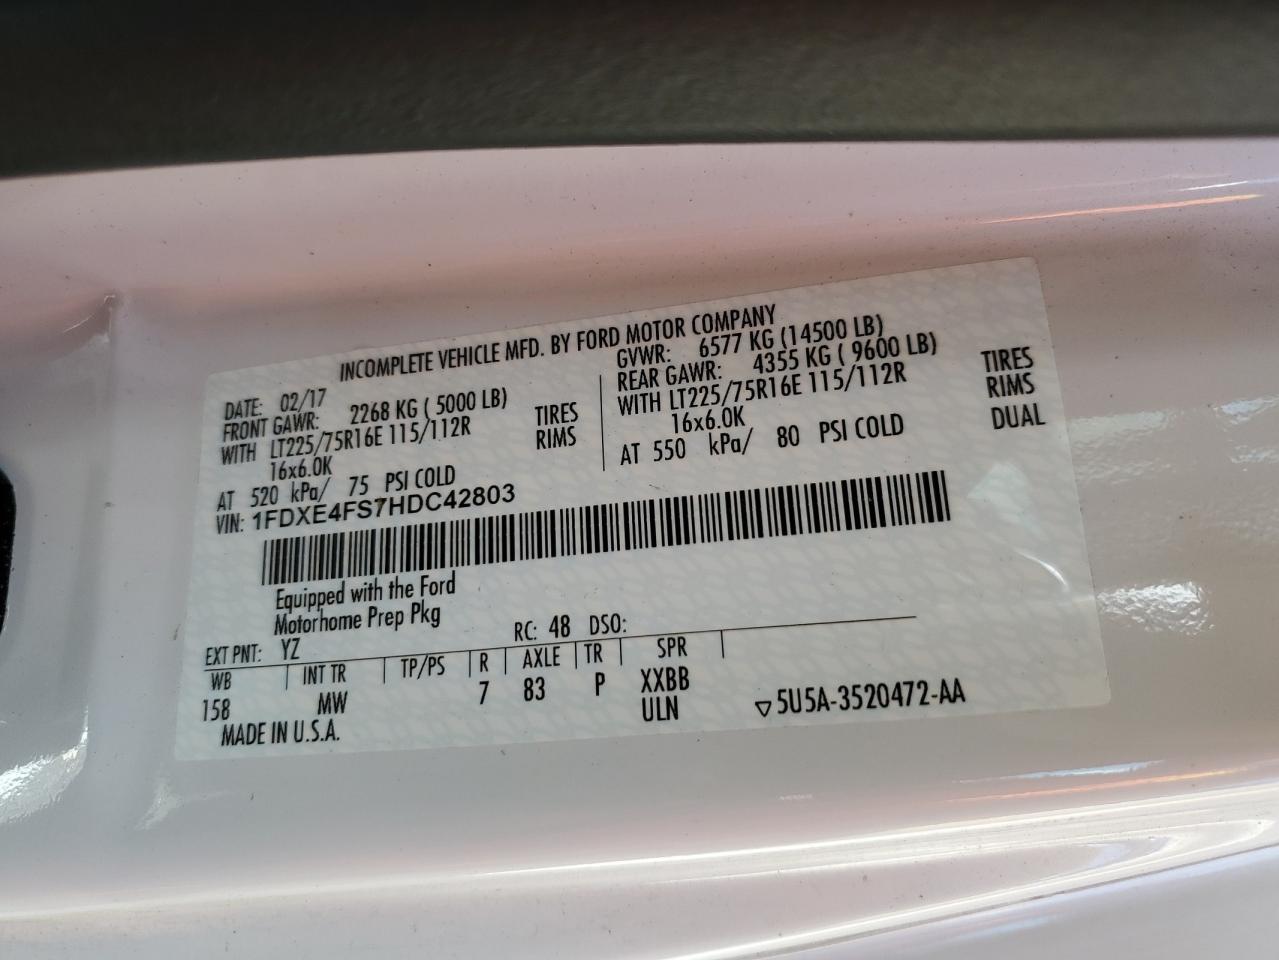 INCOMPLETE VEHICLE MFD. BY FORD MOTOR COMPANY
DATE: 02/17
FRONT GAWR: 2268 KG ( 5000 LB)
WITH LT225/75R16E 115/112R TIRES
16x6.0K RIMS
AT 520 kPa/ 75 PSI COLD
GVWR: 6577 KG (14500 LB)
REAR GAWR: 4355 KG ( 9600 LB)
WITH LT225/75R16E 115/112R TIRES
16x6.0K RIMS
AT 550 kPa/ 80 PSI COLD DUAL
VIN: 1FDXE4FS7HDC42803
Equipped with the Ford
Motorhome Prep Pkg
EXT PNT: YZ RC: 48 DSO:
WB INT TR TP/PS R AXLE TR SPR
158 MW 7 83 P XXBB
ULN
▽5U5A-3520472-AA
MADE IN U.S.A.